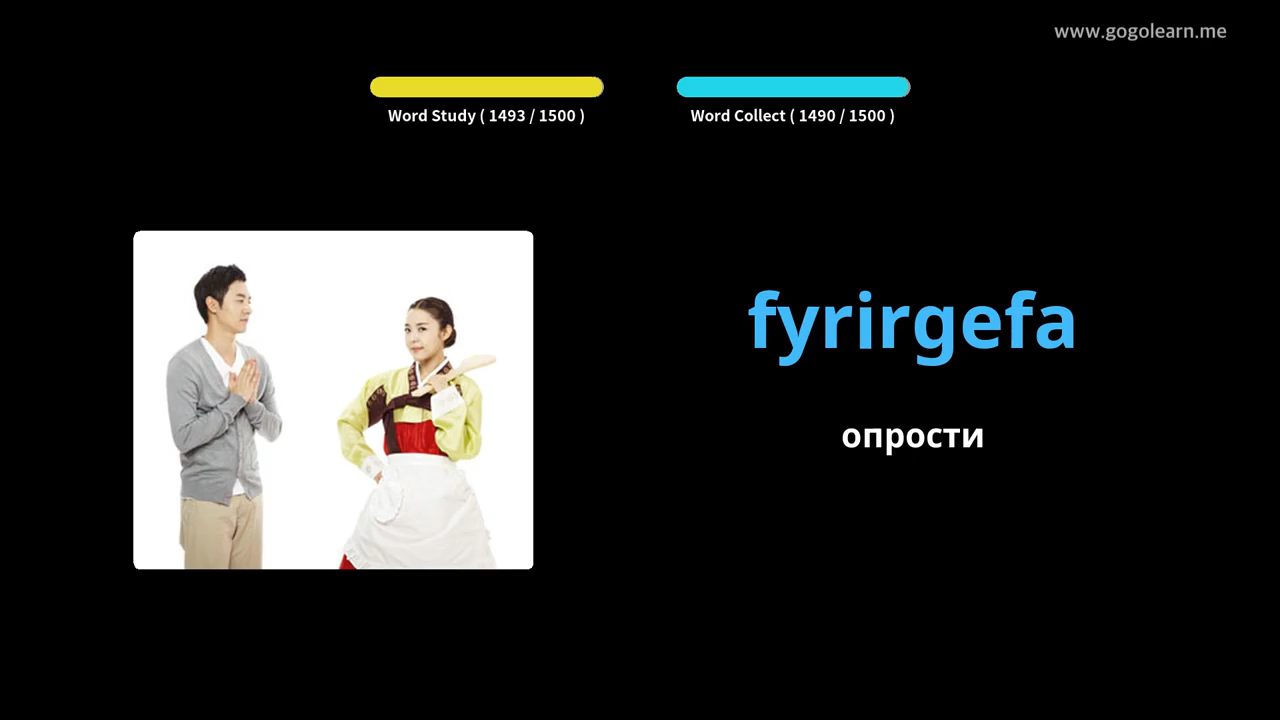 www.gogolearn.me
Word Study ( 1493 / 1500 )
Word Collect ( 1490 / 1500 )
fyrirgefa
опрости